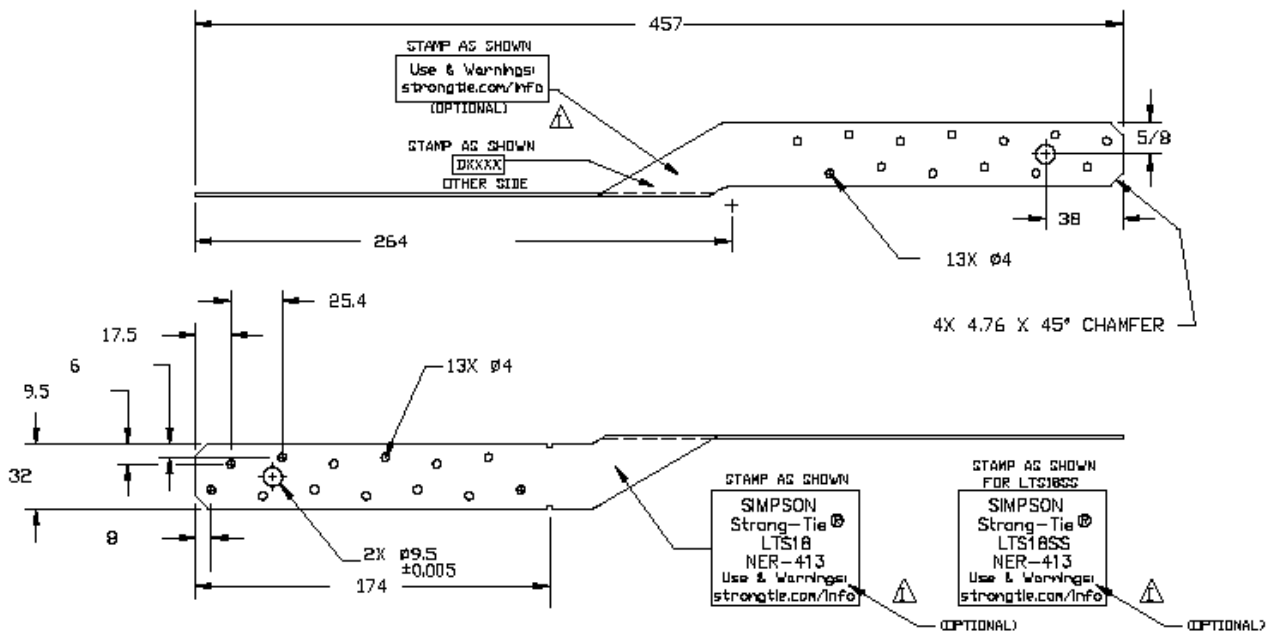 457
STAMP AS SHOWN
Use & Warnings:
strongtie.com/info
(OPTIONAL)
1
STAMP AS SHOWN
DXXXX
OTHER SIDE
5/8
38
264
13X Ø4
4X 4.76 X 45° CHAMFER
25.4
17.5
6
9.5
13X Ø4
32
8
2X Ø9.5
±0.005
174
STAMP AS SHOWN
SIMPSON
Strong-Tie®
LTS18
NER-413
Use & Warnings:
strongtie.com/info
1
(OPTIONAL)
STAMP AS SHOWN
FOR LTS18SS
SIMPSON
Strong-Tie®
LTS18SS
NER-413
Use & Warnings:
strongtie.com/info
1
(OPTIONAL)